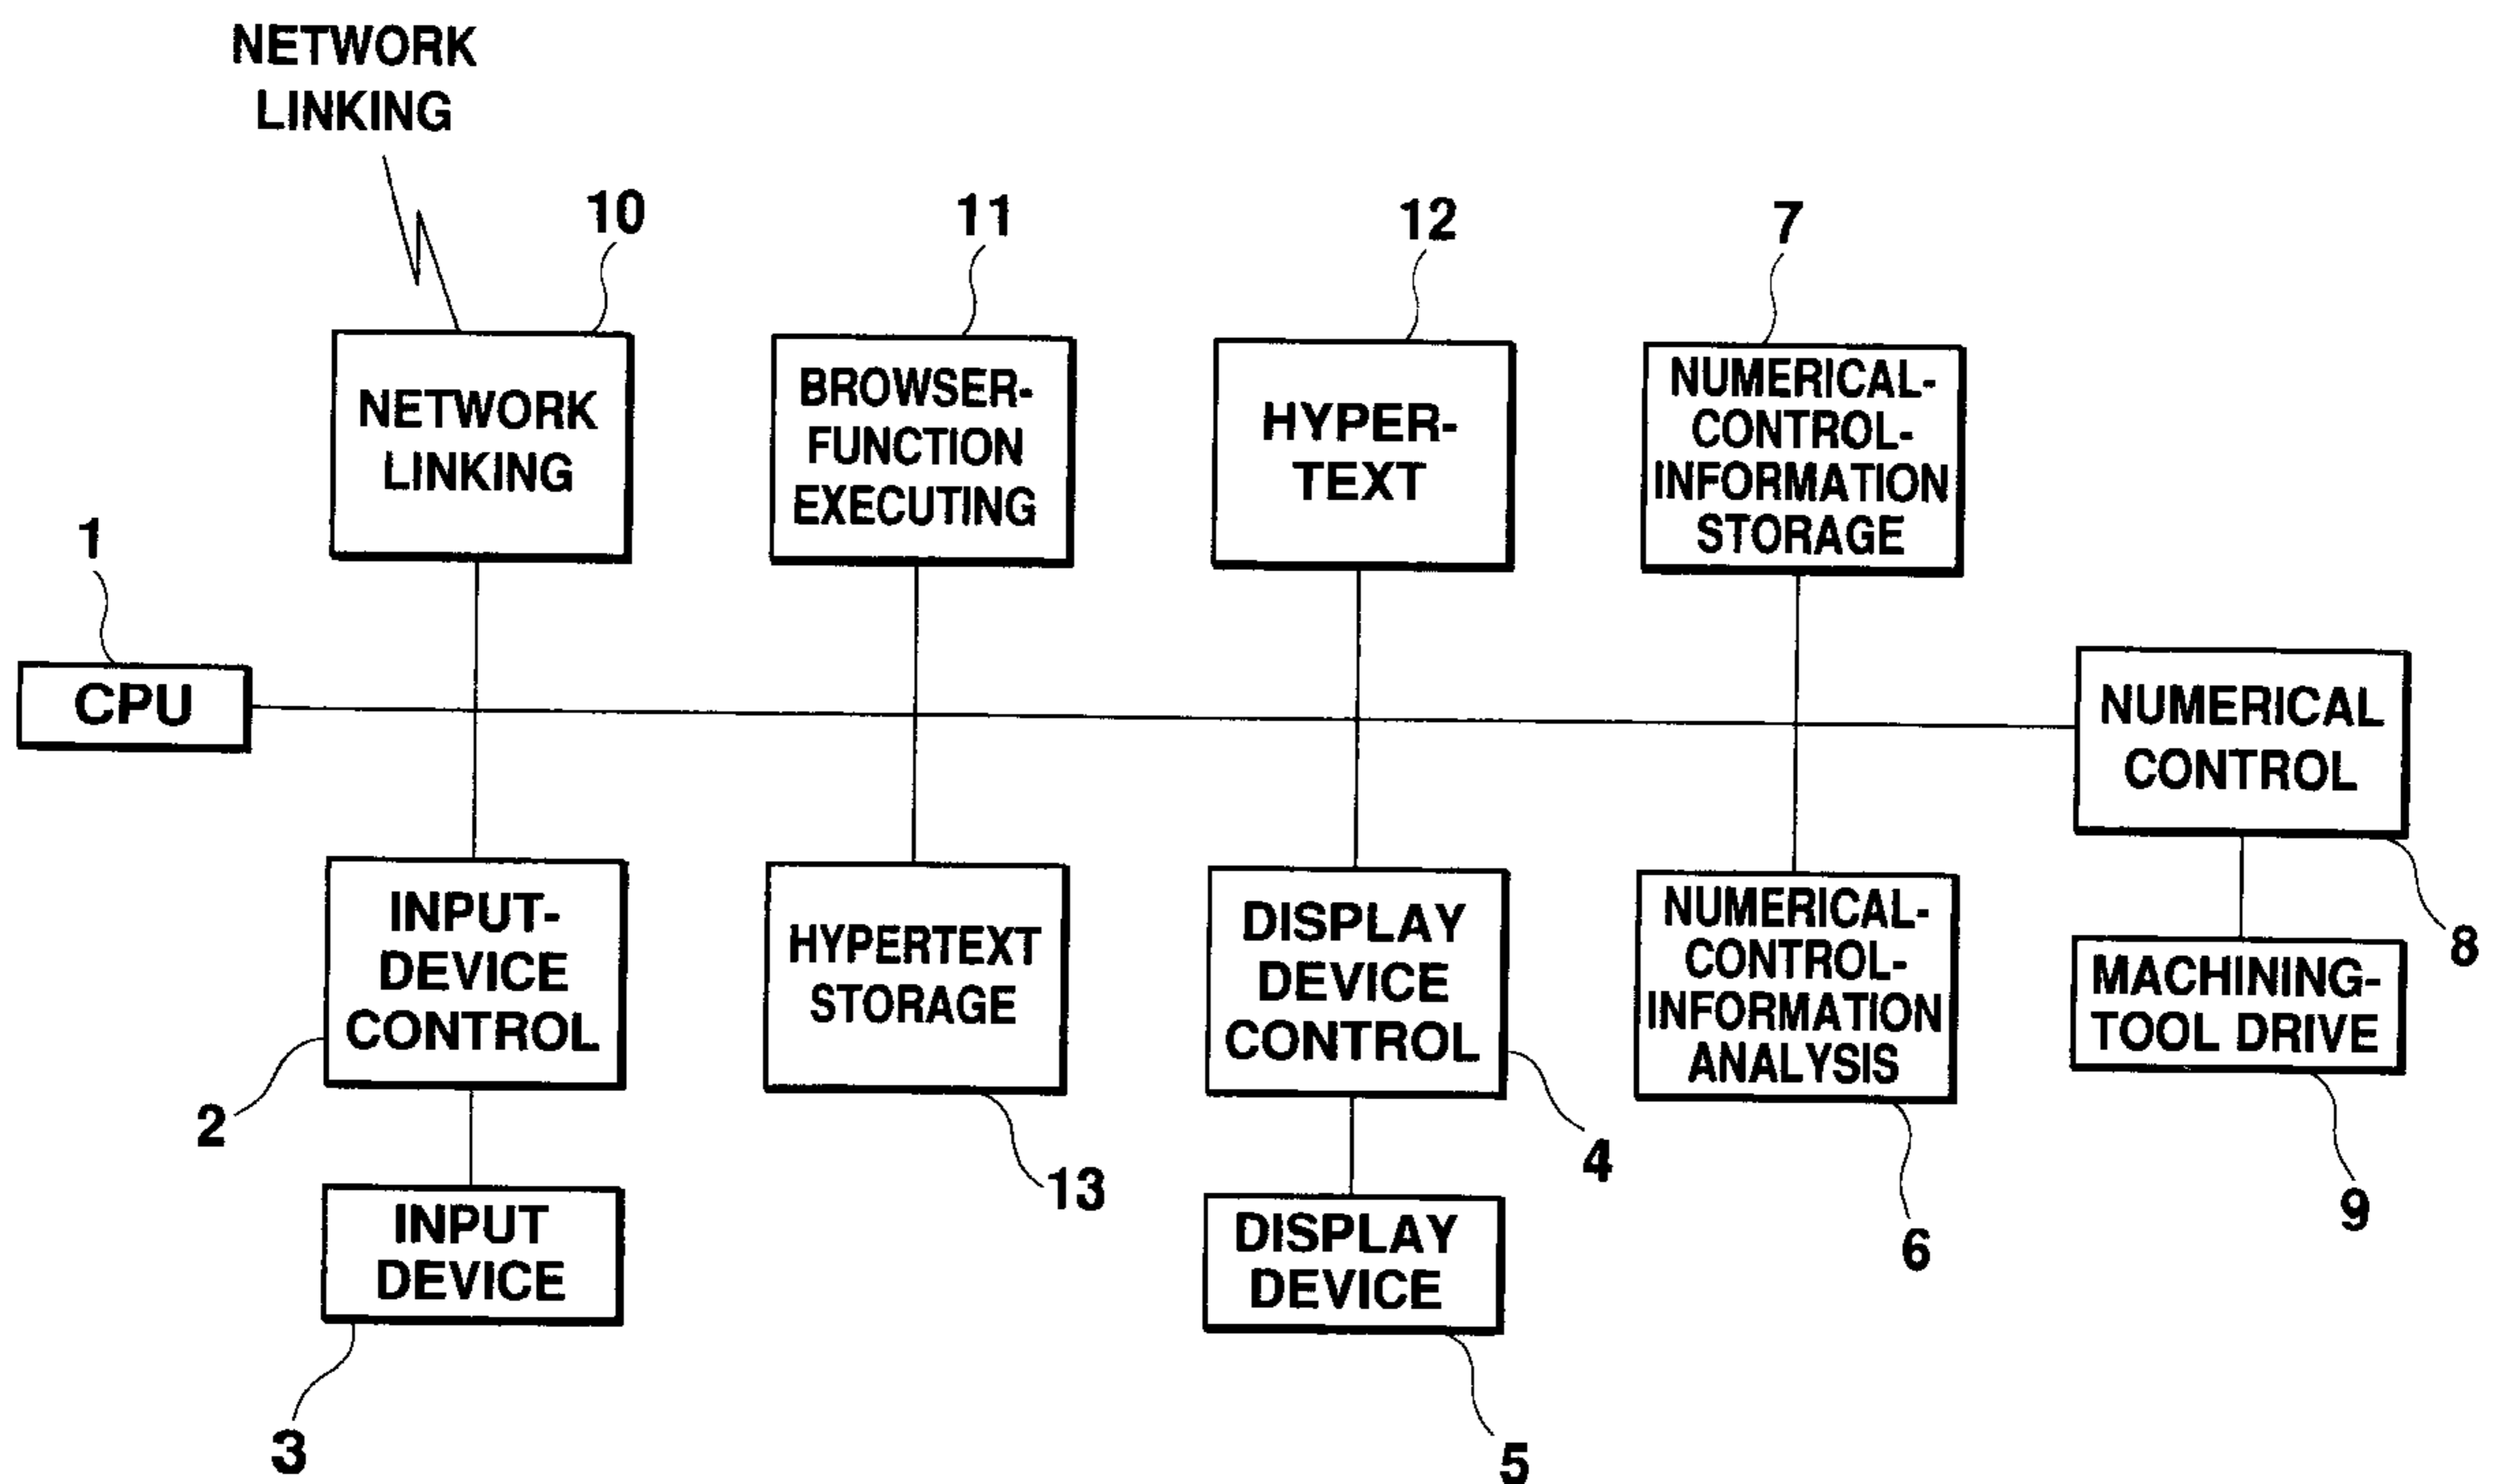 NETWORK
LINKING
10
11
12
7
NETWORK
LINKING
BROWSER-
FUNCTION
EXECUTING
HYPER-
TEXT
NUMERICAL-
CONTROL-
INFORMATION
STORAGE
1
CPU
NUMERICAL
CONTROL
8
INPUT-
DEVICE
CONTROL
2
HYPERTEXT
STORAGE
13
DISPLAY
DEVICE
CONTROL
4
NUMERICAL-
CONTROL-
INFORMATION
ANALYSIS
6
MACHINING-
TOOL DRIVE
9
INPUT
DEVICE
3
DISPLAY
DEVICE
5